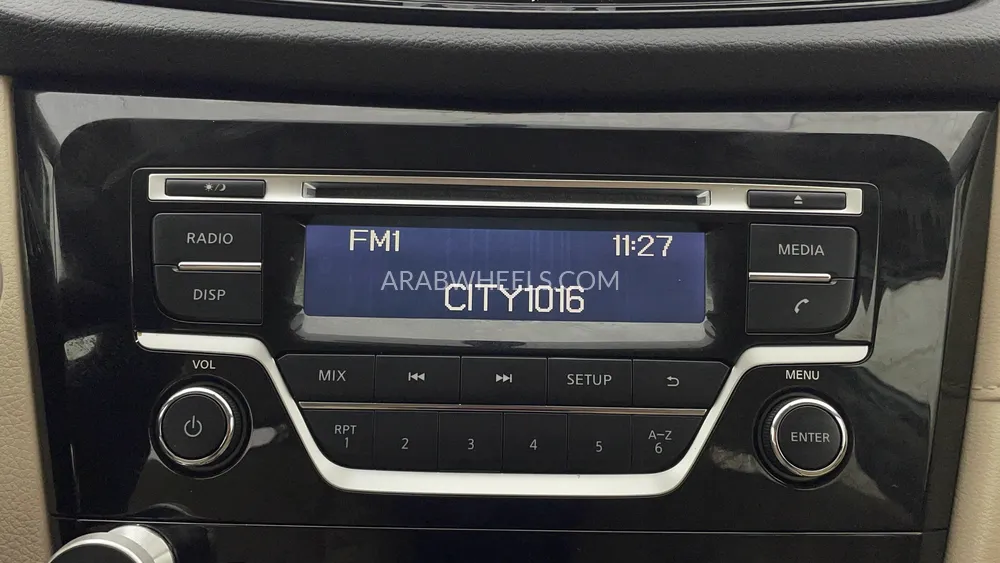 RADIO
DISP
FM1 11:27
ARABWHEELS.COM
CITY1016
MEDIA
VOL
MENU
MIX SETUP
RPT
1 2 3 4 5 A-Z
6
ENTER